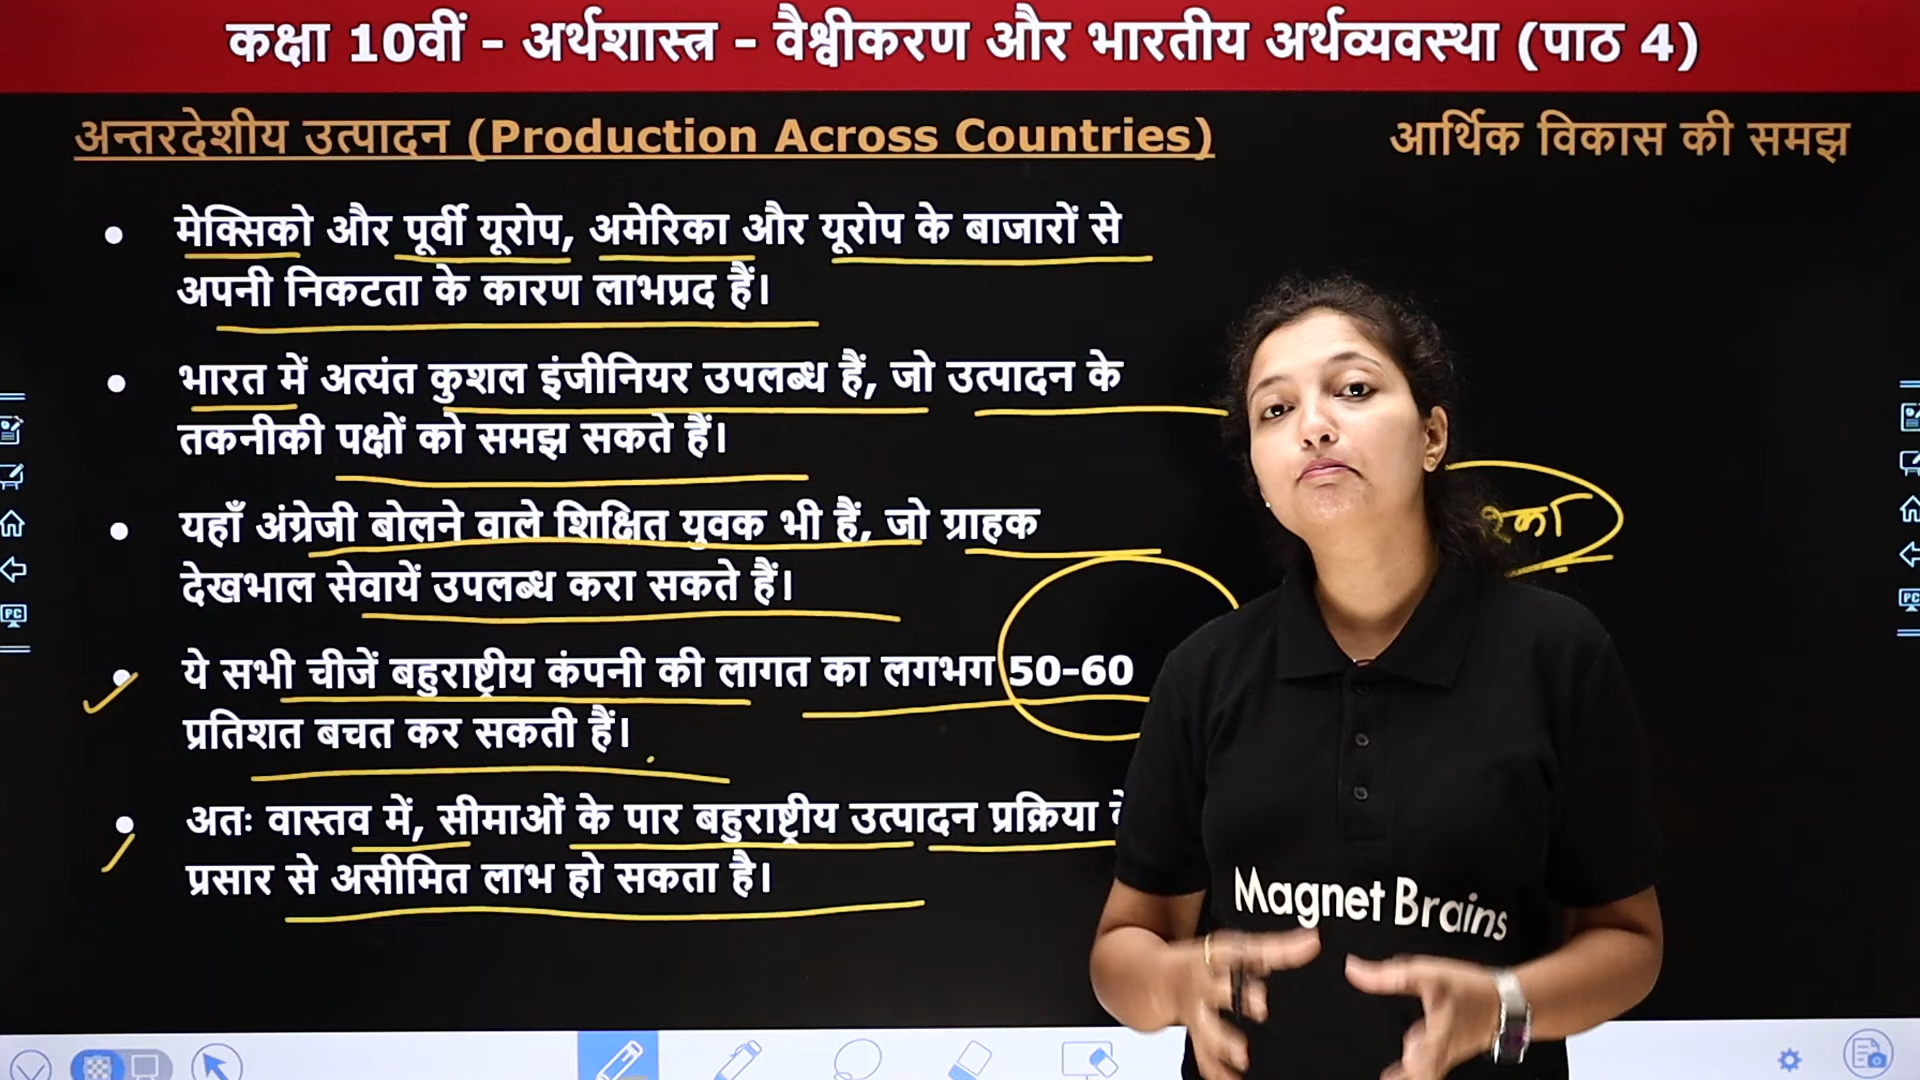 कक्षा 10वीं - अर्थशास्त्र - वैश्वीकरण और भारतीय अर्थव्यवस्था (पाठ 4)
अन्तरदेशीय उत्पादन (Production Across Countries)
आर्थिक विकास की समझ
मेक्सिको और पूर्वी यूरोप, अमेरिका और यूरोप के बाजारों से
अपनी निकटता के कारण लाभप्रद हैं।
भारत में अत्यंत कुशल इंजीनियर उपलब्ध हैं, जो उत्पादन के
तकनीकी पक्षों को समझ सकते हैं।
यहाँ अंग्रेजी बोलने वाले शिक्षित युवक भी हैं, जो ग्राहक
देखभाल सेवायें उपलब्ध करा सकते हैं।
ये सभी चीजें बहुराष्ट्रीय कंपनी की लागत का लगभग 50-60
प्रतिशत बचत कर सकती हैं।
अतः वास्तव में, सीमाओं के पार बहुराष्ट्रीय उत्पादन प्रक्रिया
प्रसार से असीमित लाभ हो सकता है।
Magnet Brains
PC
PC